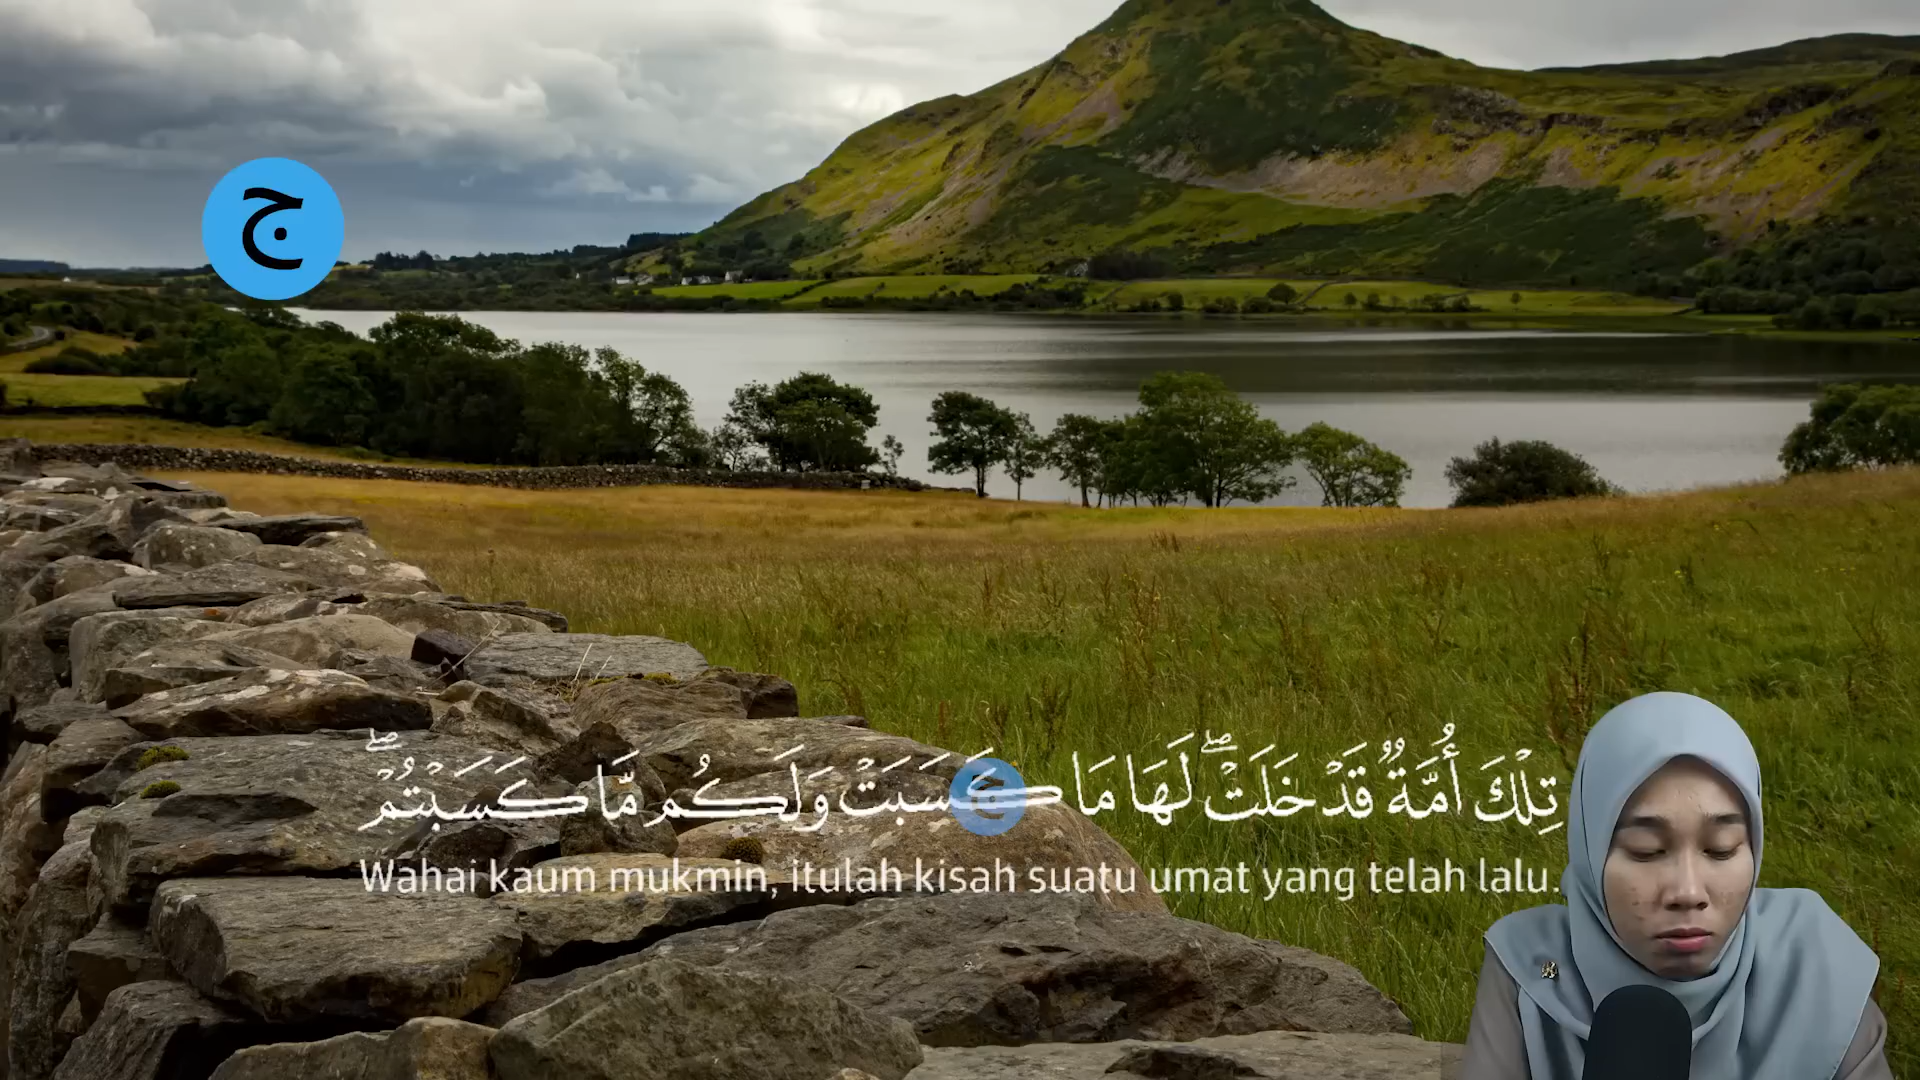 ج
تِلْكَ أُمَّةٌ قَدْ خَلَتْ ۖ لَهَا مَا كَسَبَتْ وَلَكُم مَّا كَسَبْتُمْ ۖ
ج
Wahai kaum mukmin, itulah kisah suatu umat yang telah lalu.